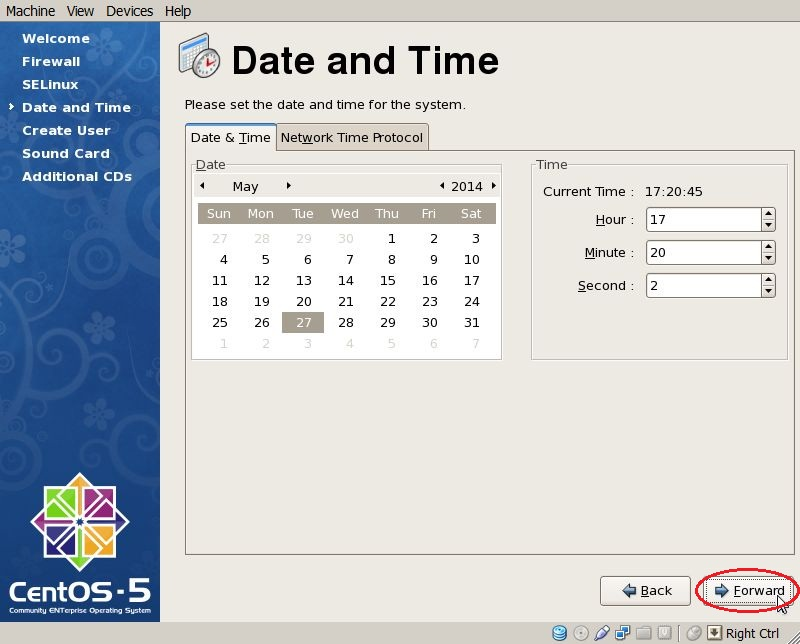 Machine View Devices Help
Welcome
Firewall
SELinux
Date and Time
Create User
Sound Card
Additional CDs
CentOS-5
Community ENTerprise Operating System
Date and Time
Please set the date and time for the system.
Date & Time Network Time Protocol
Date
May 2014
Sun Mon Tue Wed Thu Fri Sat
27 28 29 30 1 2 3
4 5 6 7 8 9 10
11 12 13 14 15 16 17
18 19 20 21 22 23 24
25 26 27 28 29 30 31
1 2 3 4 5 6 7
Time
Current Time : 17:20:45
Hour : 17
Minute : 20
Second : 2
Back Forward
Right Ctrl